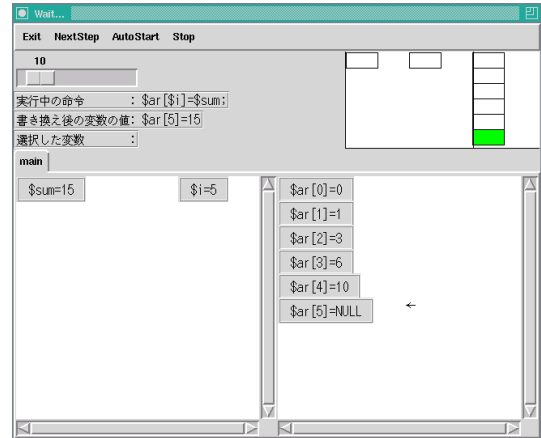 Wait...
Exit NextStep AutoStart Stop
10
実行中の命令 : $ar[$i]=$sum;
書き換え後の変数の値: $ar[5]=15
選択した変数 :
main
$sum=15 $i=5
$ar[0]=0
$ar[1]=1
$ar[2]=3
$ar[3]=6
$ar[4]=10
$ar[5]=NULL ←